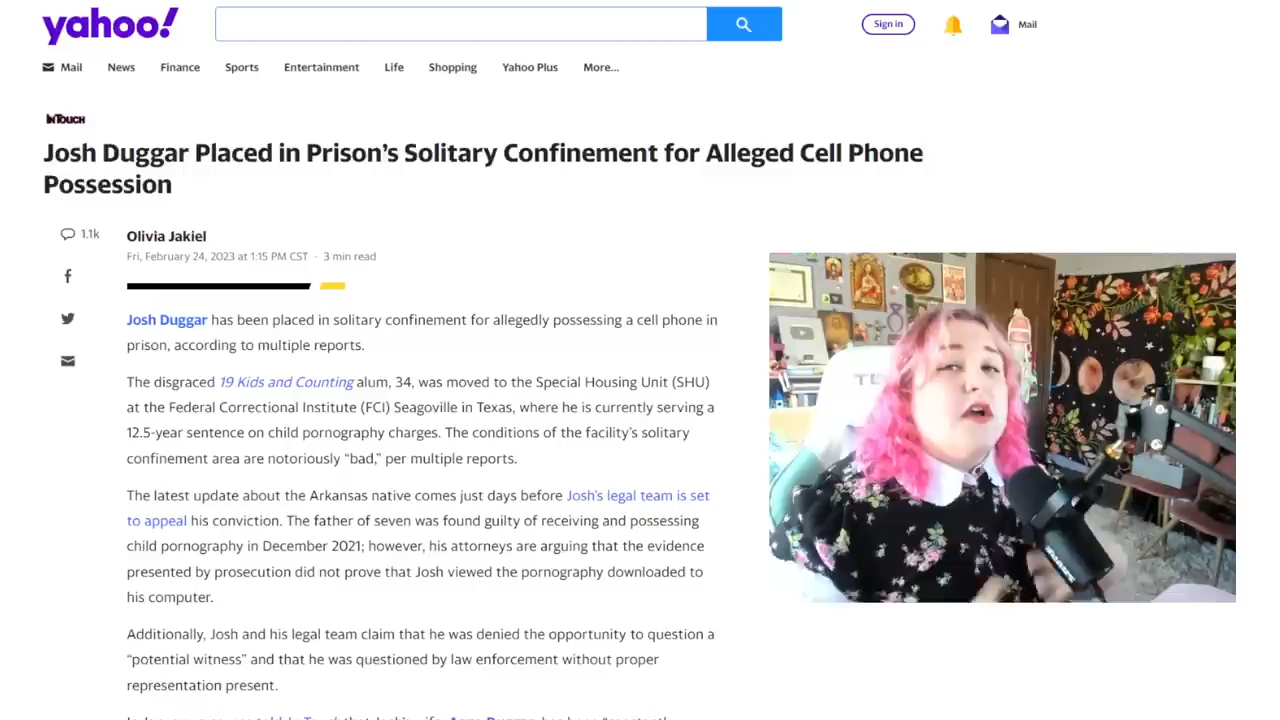 yahoo!
Sign in
Mail
Mail News Finance Sports Entertainment Life Shopping Yahoo Plus More...
INTOUCH
Josh Duggar Placed in Prison’s Solitary Confinement for Alleged Cell Phone
Possession
1.1k
Olivia Jakiel
Fri, February 24, 2023 at 1:15 PM CST · 3 min read
Josh Duggar has been placed in solitary confinement for allegedly possessing a cell phone in
prison, according to multiple reports.
The disgraced 19 Kids and Counting alum, 34, was moved to the Special Housing Unit (SHU)
at the Federal Correctional Institute (FCI) Seagoville in Texas, where he is currently serving a
12.5-year sentence on child pornography charges. The conditions of the facility’s solitary
confinement area are notoriously “bad,” per multiple reports.
The latest update about the Arkansas native comes just days before Josh’s legal team is set
to appeal his conviction. The father of seven was found guilty of receiving and possessing
child pornography in December 2021; however, his attorneys are arguing that the evidence
presented by prosecution did not prove that Josh viewed the pornography downloaded to
his computer.
Additionally, Josh and his legal team claim that he was denied the opportunity to question a
“potential witness” and that he was questioned by law enforcement without proper
representation present.